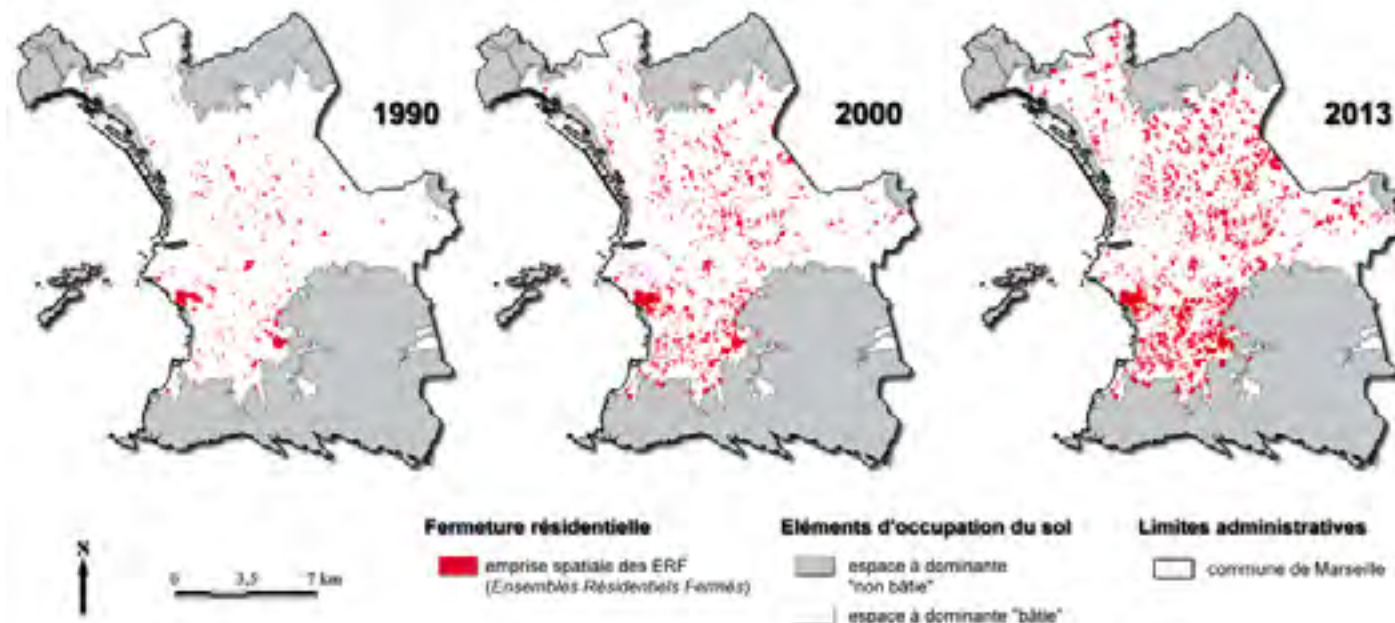 1990
2000
2013
N
0 3,5 7 km
Fermeture résidentielle
emprise spatiale des ERF
(Ensembles Résidentiels Fermés)
Eléments d'occupation du sol
espace à dominante
"non bâtie"
espace à dominante "bâtie"
Limites administratives
commune de Marseille